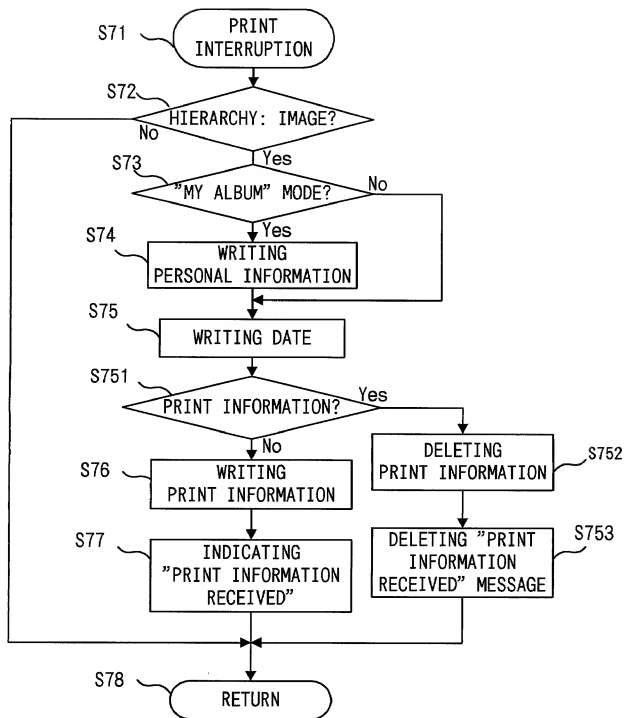 S71
PRINT
INTERRUPTION
S72
HIERARCHY: IMAGE?
No
Yes
S73
"MY ALBUM" MODE?
No
Yes
S74
WRITING
PERSONAL INFORMATION
S75
WRITING DATE
S751
PRINT INFORMATION?
Yes
No
S76
WRITING
PRINT INFORMATION
DELETING
PRINT INFORMATION
S752
S77
INDICATING
"PRINT INFORMATION
RECEIVED"
DELETING "PRINT
INFORMATION
RECEIVED" MESSAGE
S753
S78
RETURN